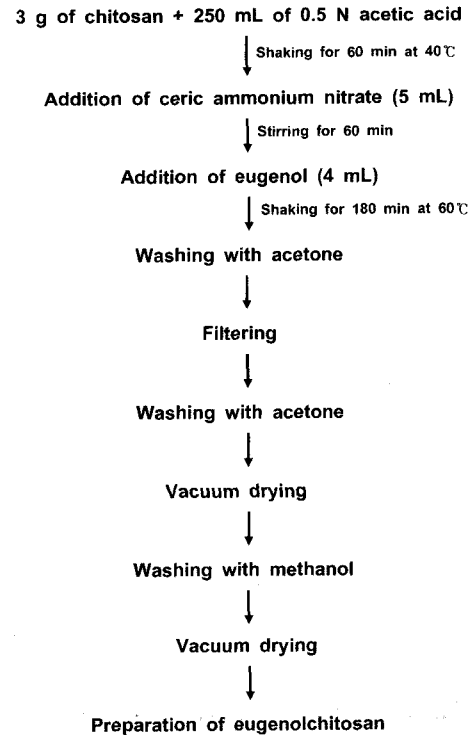 3 g of chitosan + 250 mL of 0.5 N acetic acid
Shaking for 60 min at 40℃
Addition of ceric ammonium nitrate (5 mL)
Stirring for 60 min
Addition of eugenol (4 mL)
Shaking for 180 min at 60℃
Washing with acetone
Filtering
Washing with acetone
Vacuum drying
Washing with methanol
Vacuum drying
Preparation of eugenolchitosan